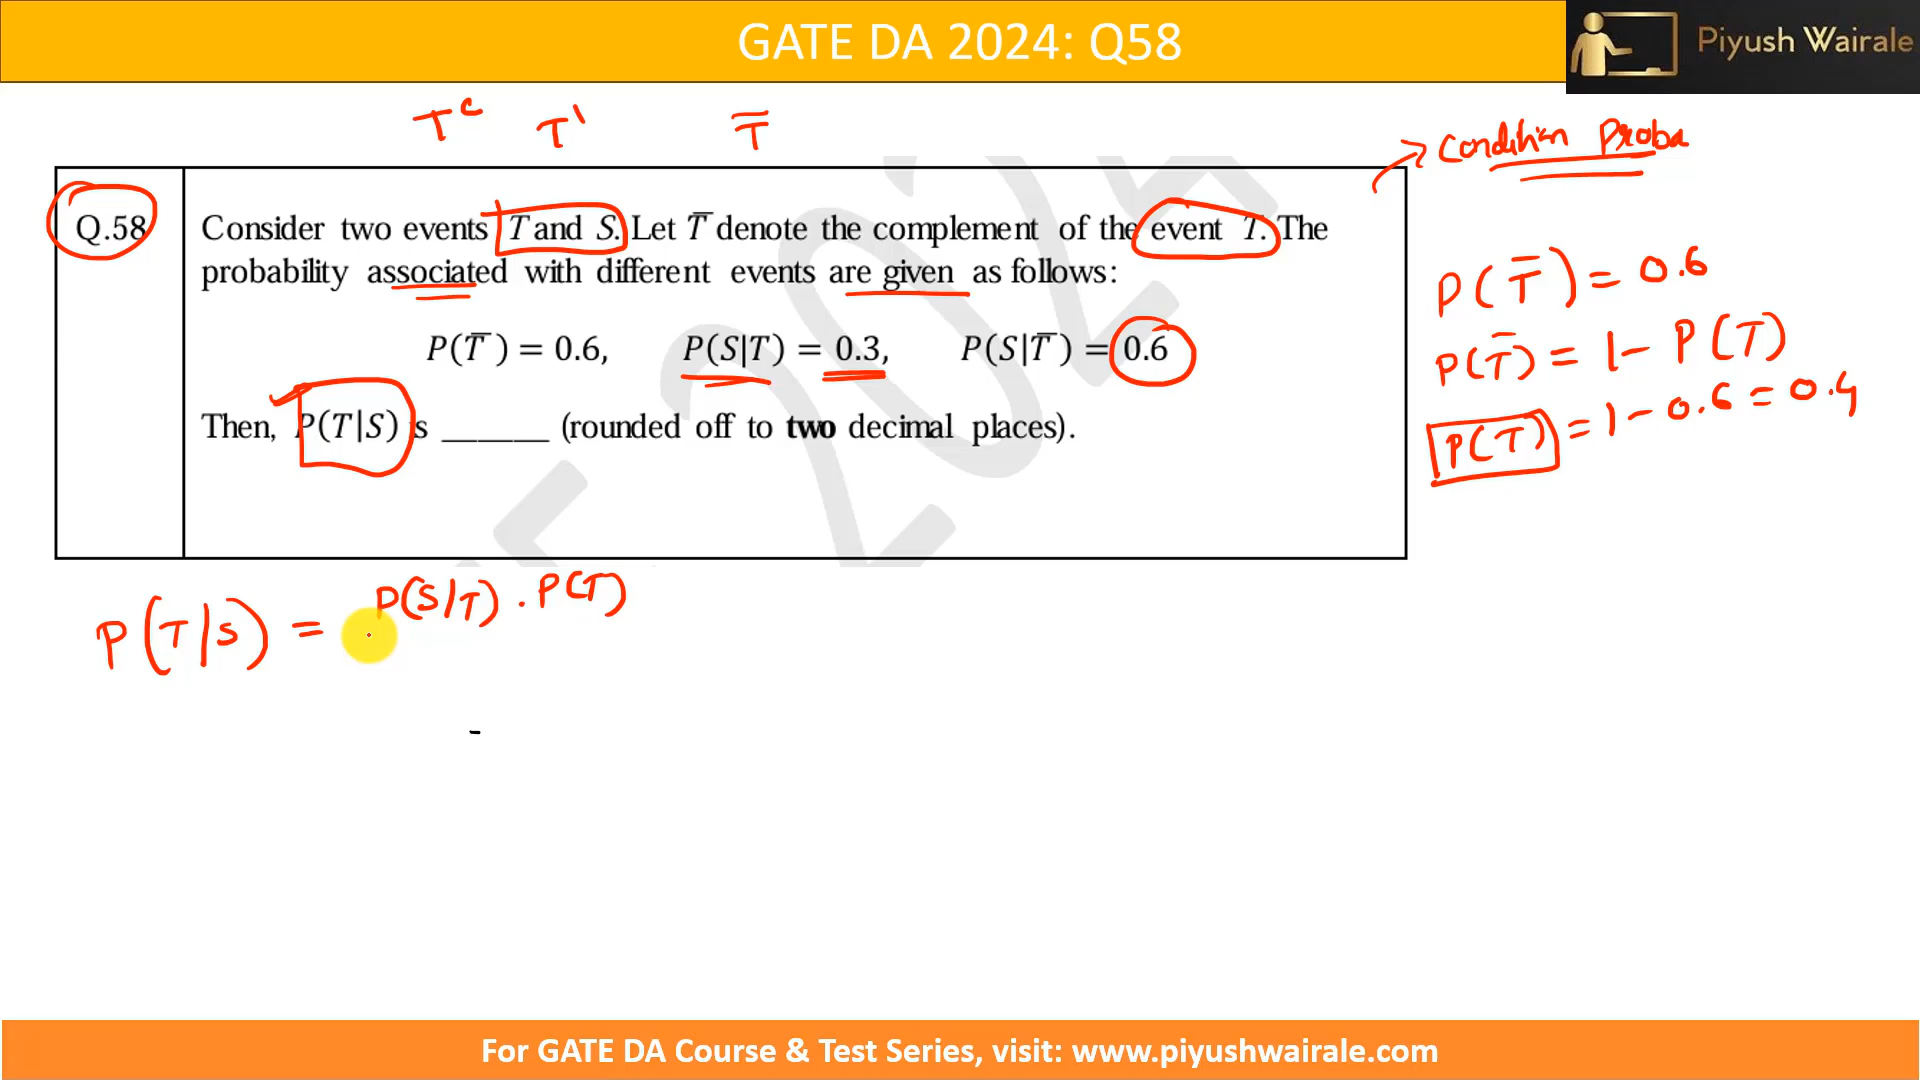 GATE DA 2024: Q58
Piyush Wairale
Tᶜ T' T̅
→ Condition Proba
Q.58
Consider two events T and S. Let T̅ denote the complement of the event T. The
probability associated with different events are given as follows:
P(T̅ ) = 0.6, P(S|T) = 0.3, P(S|T̅ ) = 0.6
Then, P(T|S) is _______ (rounded off to two decimal places).
P(T̅) = 0.6
P(T̅) = 1 - P(T)
P(T) = 1 - 0.6 = 0.4
P(T|S) = P(S/T) . P(T)
-
For GATE DA Course & Test Series, visit: www.piyushwairale.com